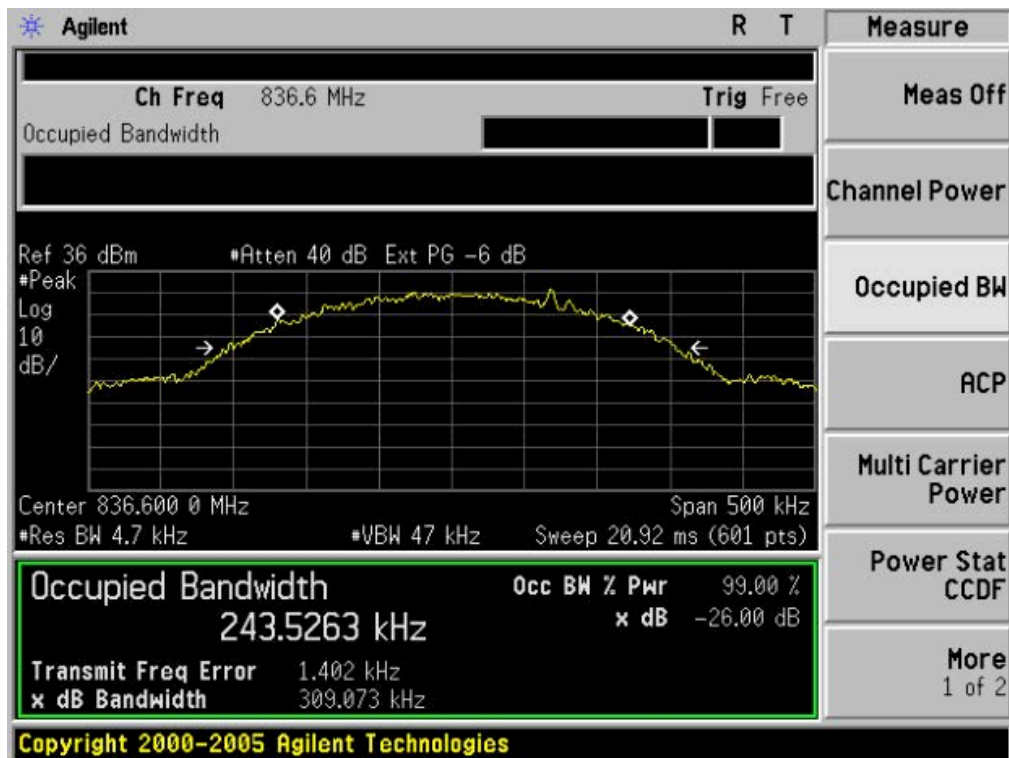 Agilent R T
Ch Freq 836.6 MHz Trig Free
Occupied Bandwidth
Ref 36 dBm #Atten 40 dB Ext PG -6 dB
#Peak
Log
10
dB/
Center 836.600 0 MHz Span 500 kHz
#Res BW 4.7 kHz #VBW 47 kHz Sweep 20.92 ms (601 pts)
Occupied Bandwidth Occ BW % Pwr 99.00 %
243.5263 kHz x dB -26.00 dB
Transmit Freq Error 1.402 kHz
x dB Bandwidth 309.073 kHz
Copyright 2000-2005 Agilent Technologies
Measure
Meas Off
Channel Power
Occupied BW
ACP
Multi Carrier
Power
Power Stat
CCDF
More
1 of 2